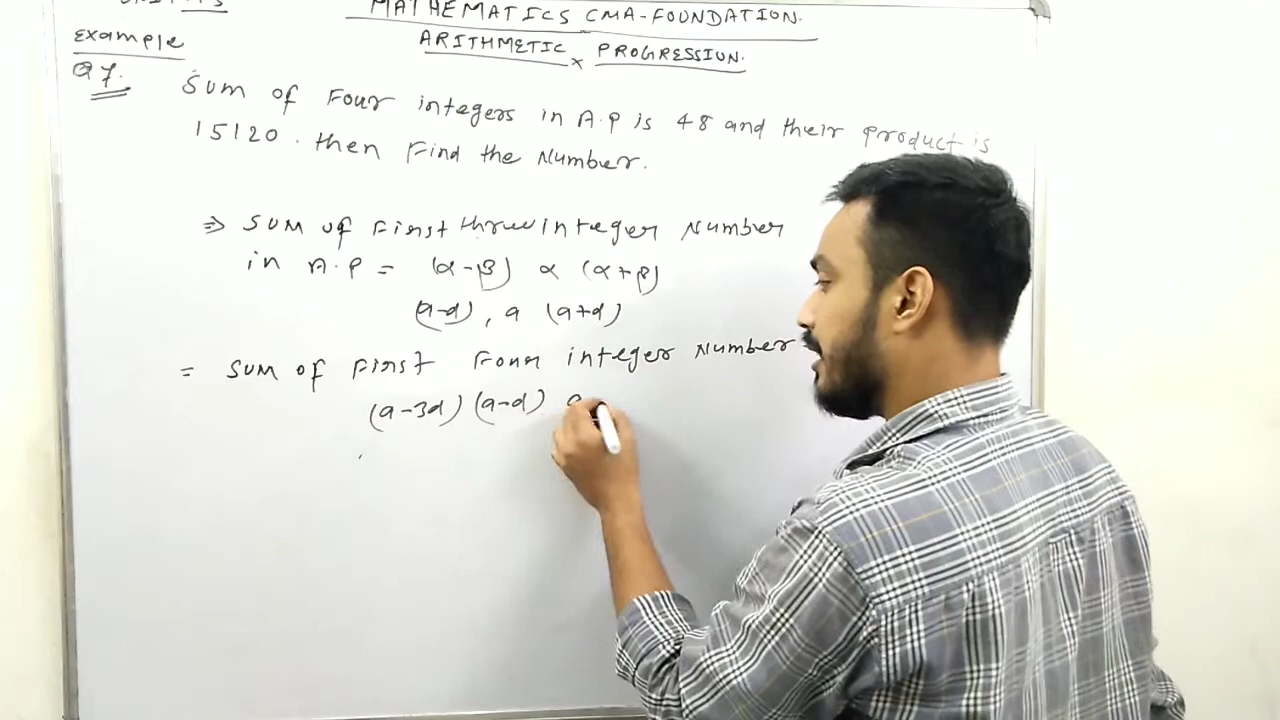 MATHEMATICS CMA-FOUNDATION.
ARITHMETIC PROGRESSION.
Example
Q7. Sum of Four integers in A.P is 48 and their product is
15120. then Find the Number.
⇒ Sum of First three integer Number
in A.P = (α-β) α (α+β)
(a-d), a (a+d)
= Sum of First Four integer Number
(a-3d) (a-d) a